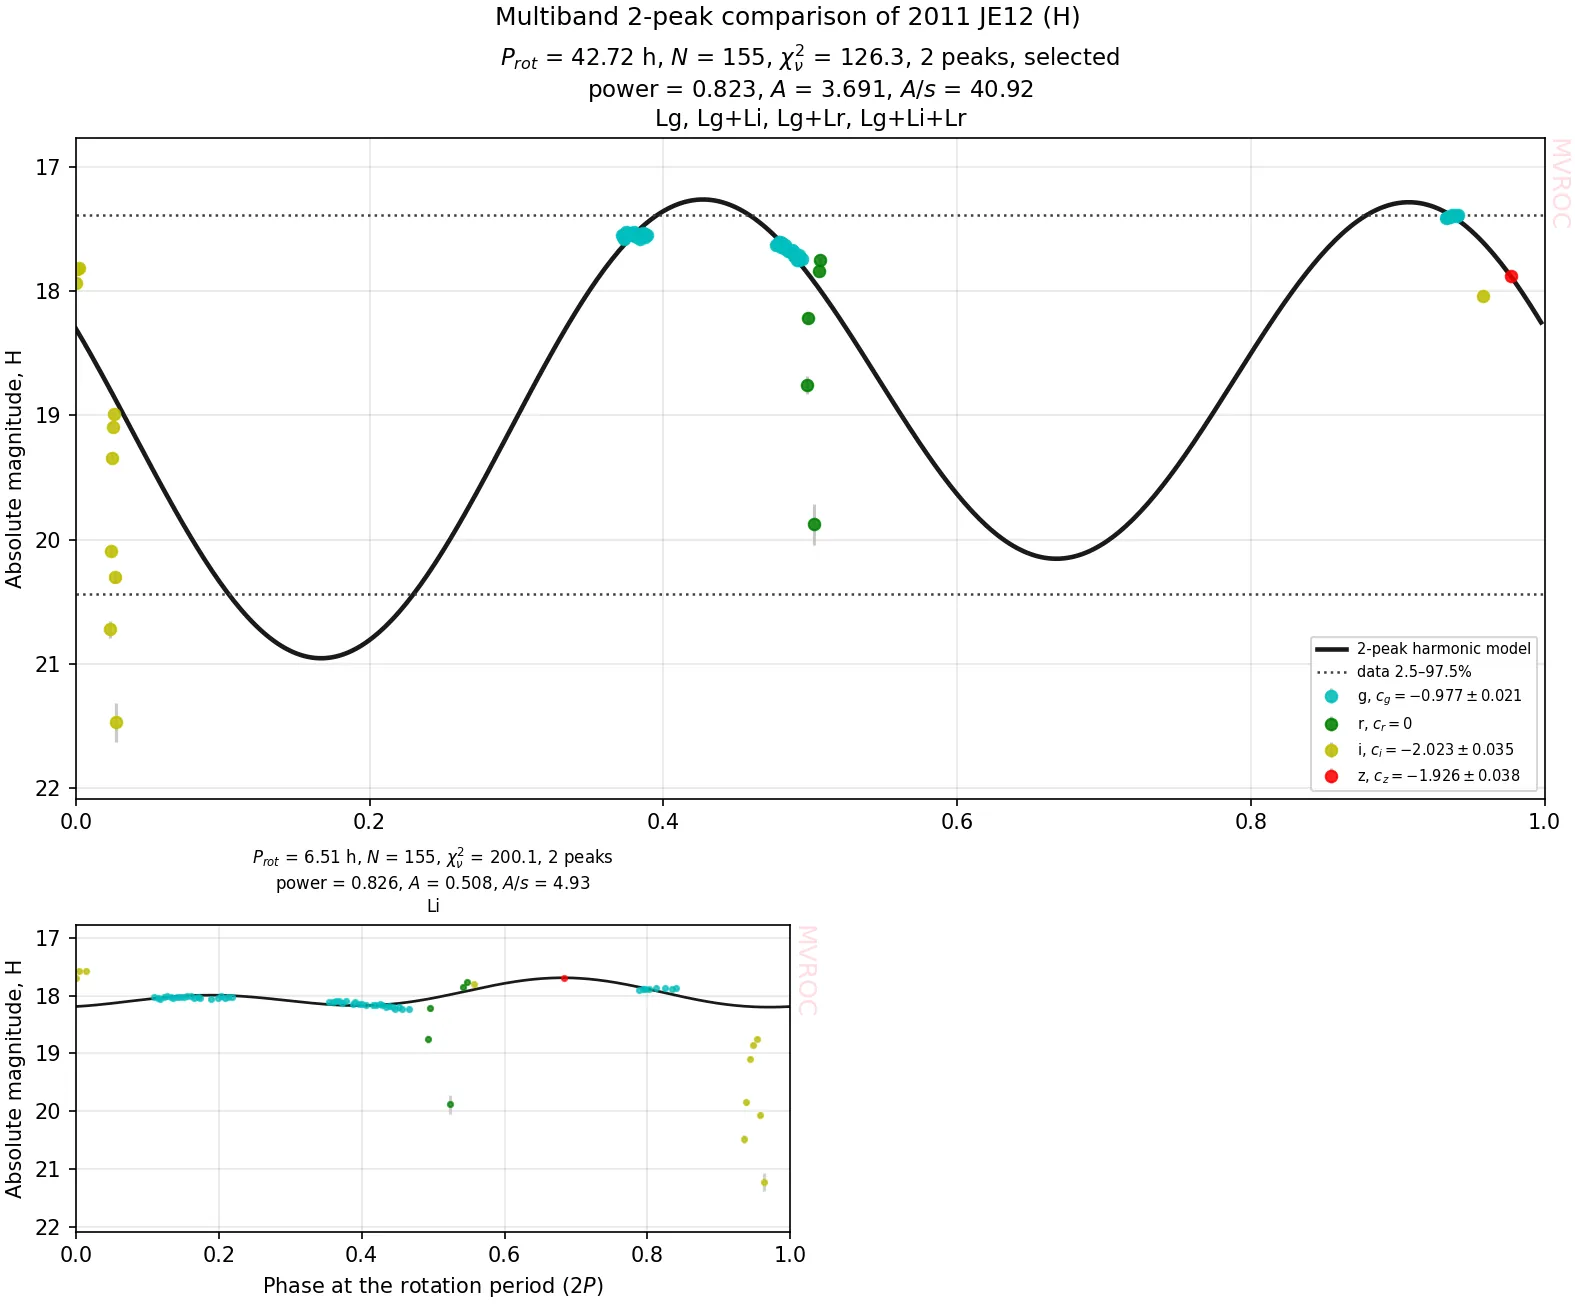 Multiband 2-peak comparison of 2011 JE12 (H)
P_rot = 42.72 h, N = 155, χ²_ν = 126.3, 2 peaks, selected
power = 0.823, A = 3.691, A/s = 40.92
Lg, Lg+Li, Lg+Lr, Lg+Li+Lr
MVROC
Absolute magnitude, H
17
18
19
20
21
22
2-peak harmonic model
data 2.5–97.5%
g, c_g = −0.977 ± 0.021
r, c_r = 0
i, c_i = −2.023 ± 0.035
z, c_z = −1.926 ± 0.038
0.0 0.2 0.4 0.6 0.8 1.0
P_rot = 6.51 h, N = 155, χ²_ν = 200.1, 2 peaks
power = 0.826, A = 0.508, A/s = 4.93
Li
MVROC
Absolute magnitude, H
17
18
19
20
21
22
0.0 0.2 0.4 0.6 0.8 1.0
Phase at the rotation period (2P)